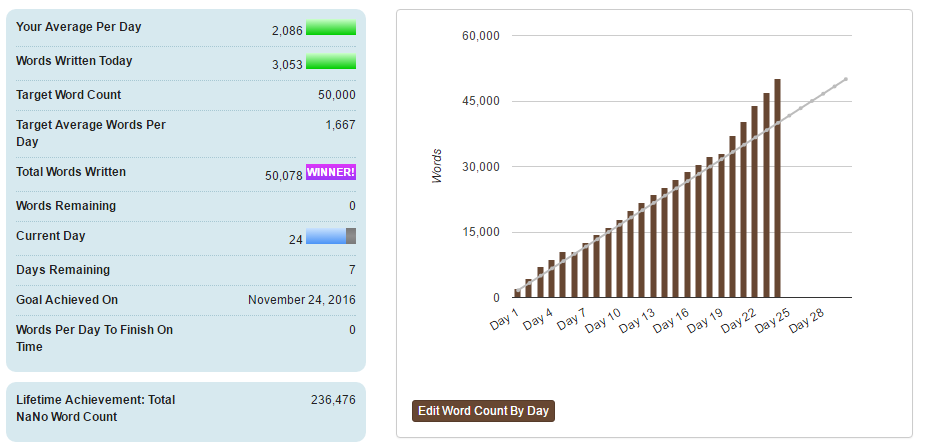 Your Average Per Day 2,086
Words Written Today 3,053
Target Word Count 50,000
Target Average Words Per 1,667
Day
Total Words Written 50,078 WINNER!
Words Remaining 0
Current Day 24
Days Remaining 7
Goal Achieved On November 24, 2016
Words Per Day To Finish On 0
Time
Lifetime Achievement: Total 236,476
NaNo Word Count
60,000
45,000
30,000
15,000
0
Words
Day 1 Day 4 Day 7 Day 10 Day 13 Day 16 Day 19 Day 22 Day 25 Day 28
Edit Word Count By Day